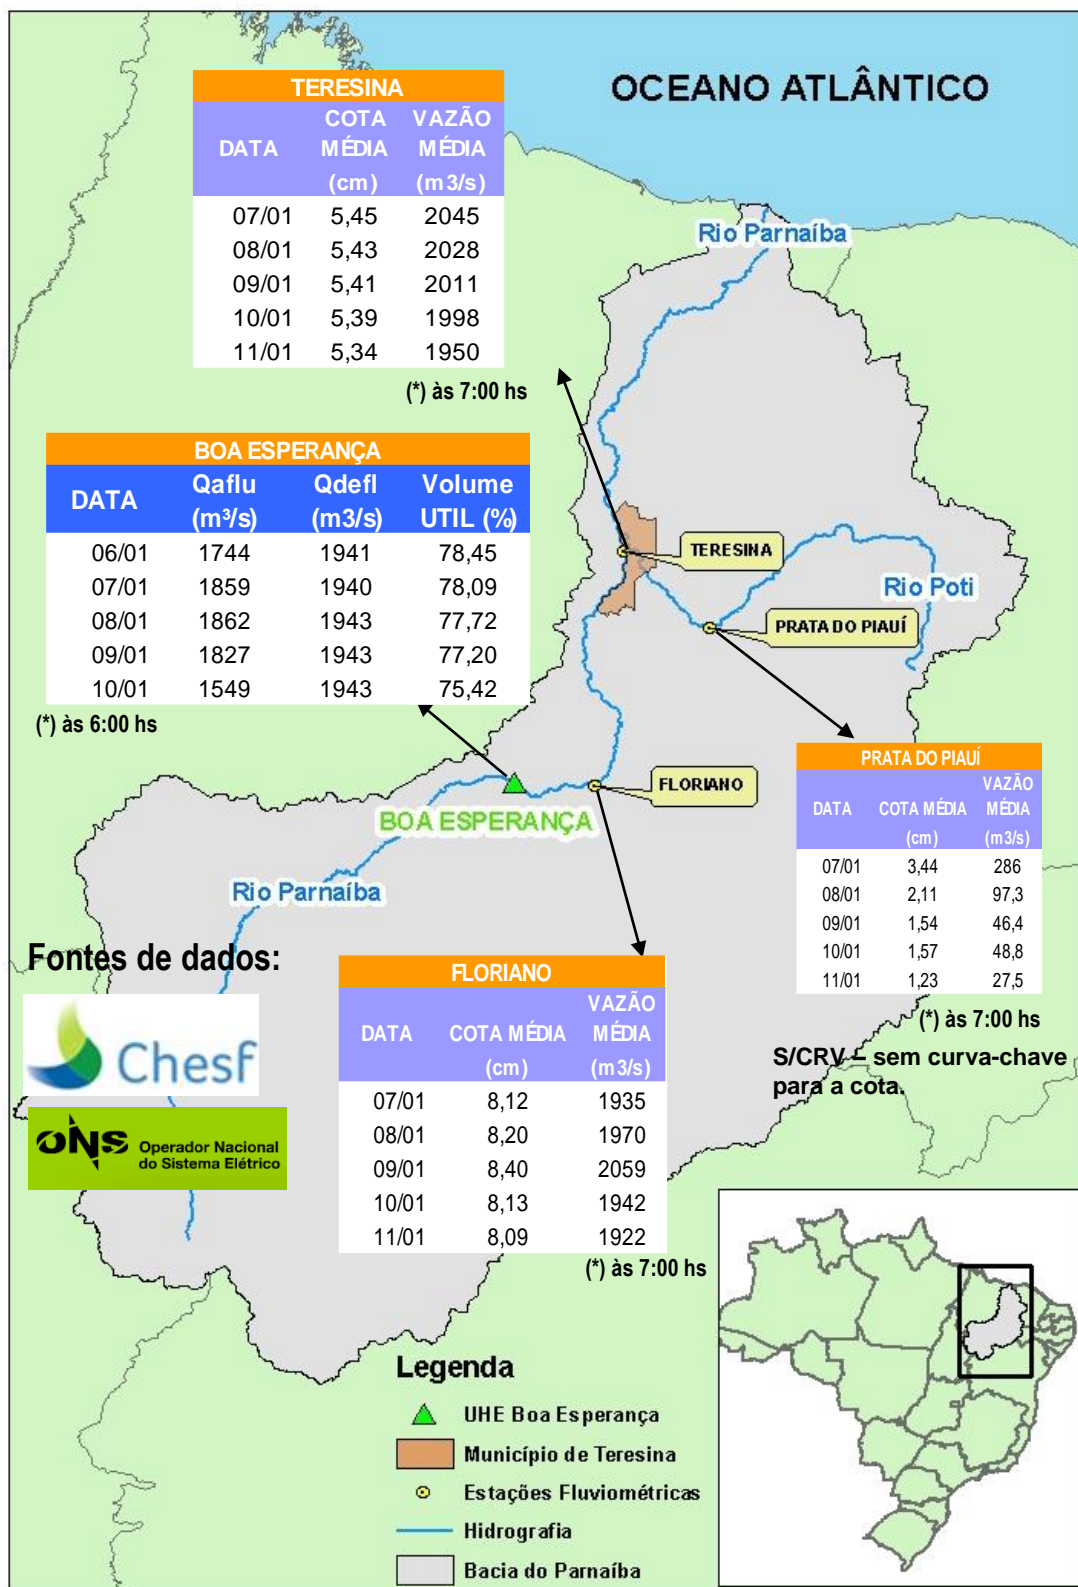 OCEANO ATLÂNTICO
TERESINA
DATA COTA MÉDIA (cm) VAZÃO MÉDIA (m3/s)
07/01 5,45 2045
08/01 5,43 2028
09/01 5,41 2011
10/01 5,39 1998
11/01 5,34 1950
(*) às 7:00 hs
Rio Parnaíba
BOA ESPERANÇA
DATA Qaflu (m³/s) Qdefl (m3/s) Volume UTIL (%)
06/01 1744 1941 78,45
07/01 1859 1940 78,09
08/01 1862 1943 77,72
09/01 1827 1943 77,20
10/01 1549 1943 75,42
(*) às 6:00 hs
TERESINA
Rio Poti
PRATA DO PIAUÍ
FLORIANO
BOA ESPERANÇA
Rio Parnaíba
PRATA DO PIAUÍ
DATA COTA MÉDIA (cm) VAZÃO MÉDIA (m3/s)
07/01 3,44 286
08/01 2,11 97,3
09/01 1,54 46,4
10/01 1,57 48,8
11/01 1,23 27,5
(*) às 7:00 hs
S/CRV – sem curva-chave
para a cota.
Fontes de dados:
Chesf
ONS Operador Nacional
do Sistema Elétrico
FLORIANO
DATA COTA MÉDIA (cm) VAZÃO MÉDIA (m3/s)
07/01 8,12 1935
08/01 8,20 1970
09/01 8,40 2059
10/01 8,13 1942
11/01 8,09 1922
(*) às 7:00 hs
Legenda
UHE Boa Esperança
Município de Teresina
Estações Fluviométricas
Hidrografia
Bacia do Parnaíba